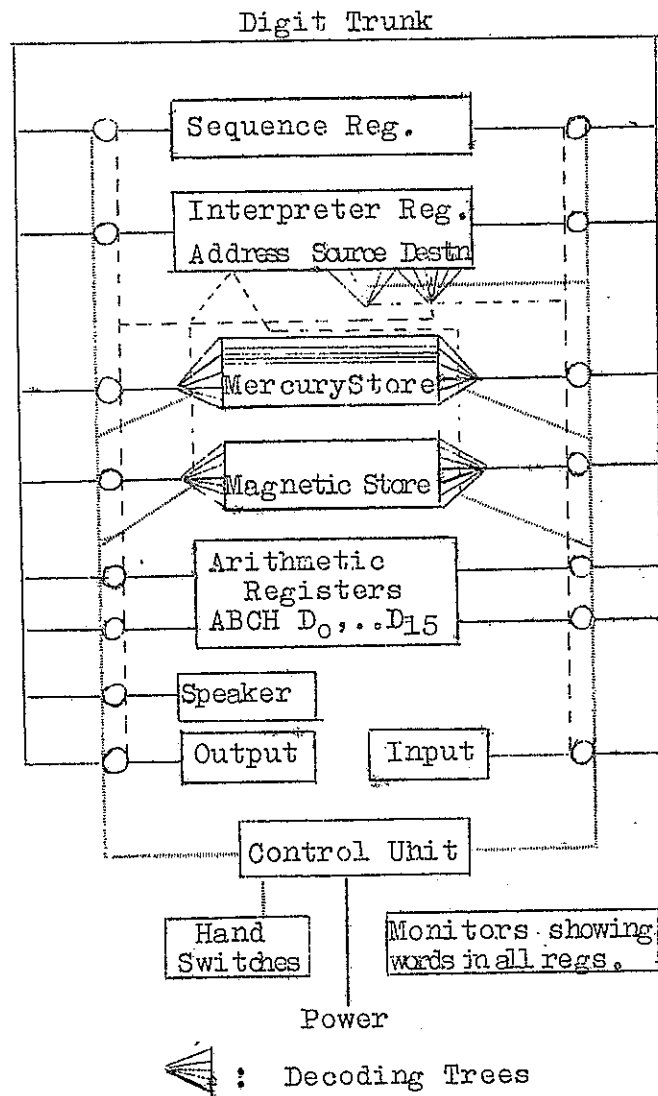 Digit Trunk
Sequence Reg.
Interpreter Reg.
Address Source Destn
Mercury Store
Magnetic Store
Arithmetic
Registers
ABCH D0,..D15
Speaker
Output
Input
Control Unit
Hand
Switches
Monitors showing
words in all regs.
Power
: Decoding Trees